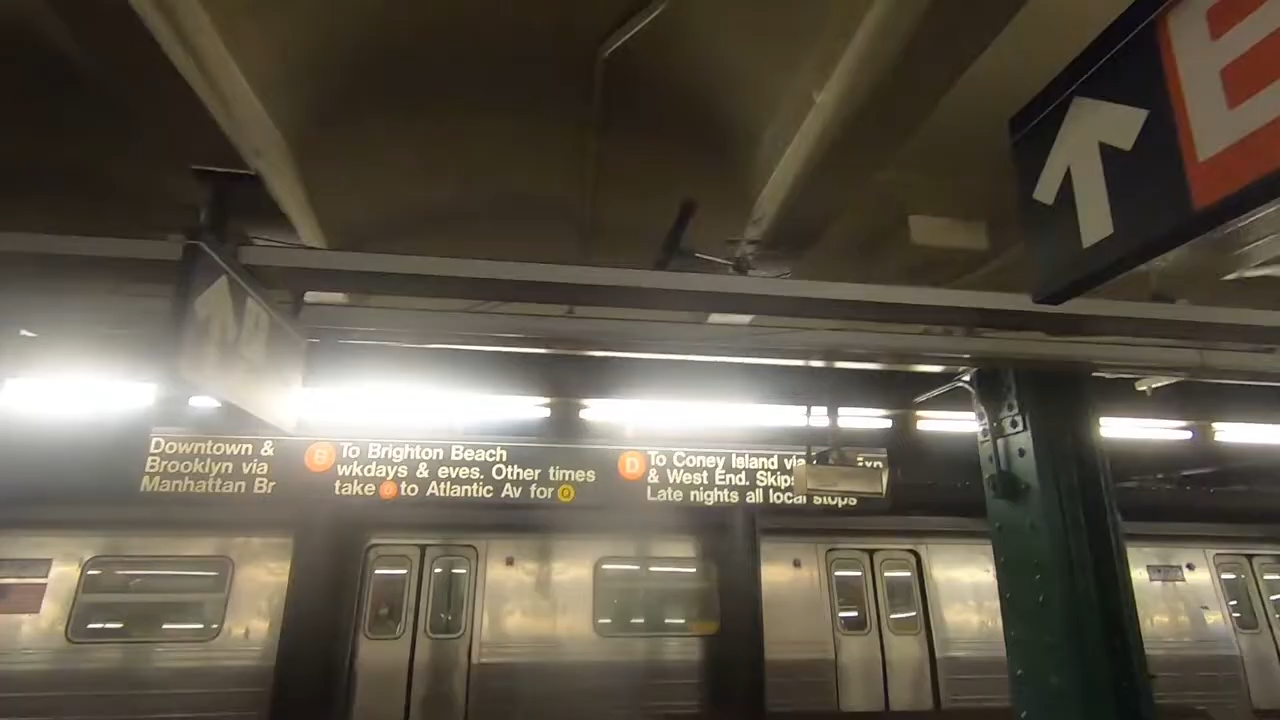 E
Downtown &
Brooklyn via
Manhattan Br
B To Brighton Beach
wkdays & eves. Other times
take D to Atlantic Av for Q
D To Coney Island via Exp
& West End. Skips
Late nights all local stops